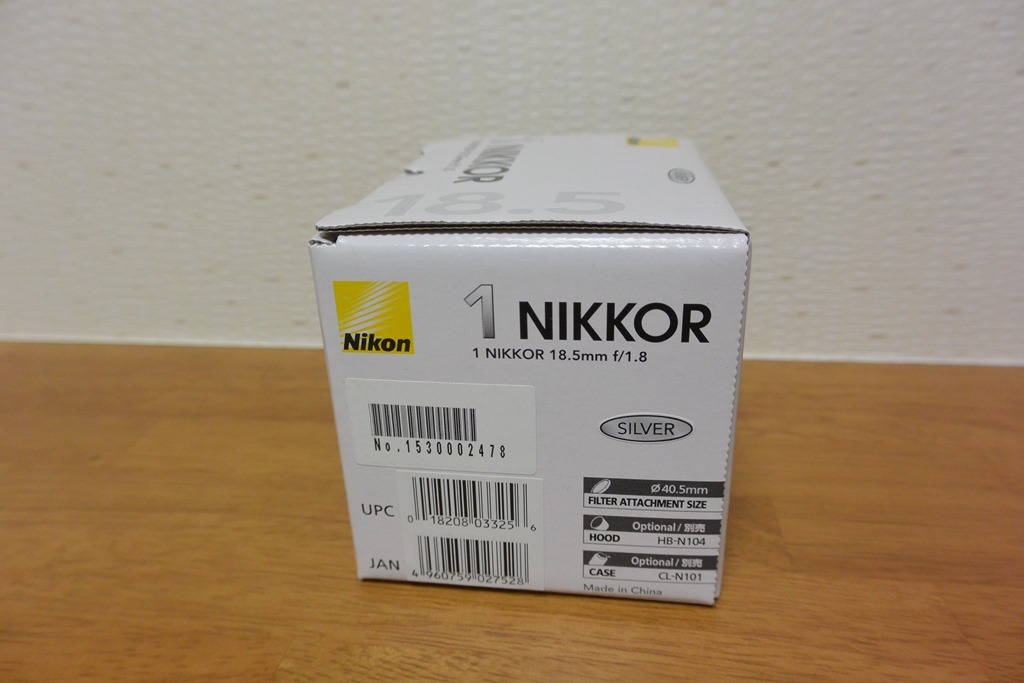 NIKKOR
18.5
Nikon
1 NIKKOR
1 NIKKOR 18.5mm f/1.8
No.1530002478
SILVER
Ø40.5mm
FILTER ATTACHMENT SIZE
UPC
0 18208 03325 6
Optional / 別売
HOOD HB-N104
JAN
4 960759 027528
Optional / 別売
CASE CL-N101
Made in China